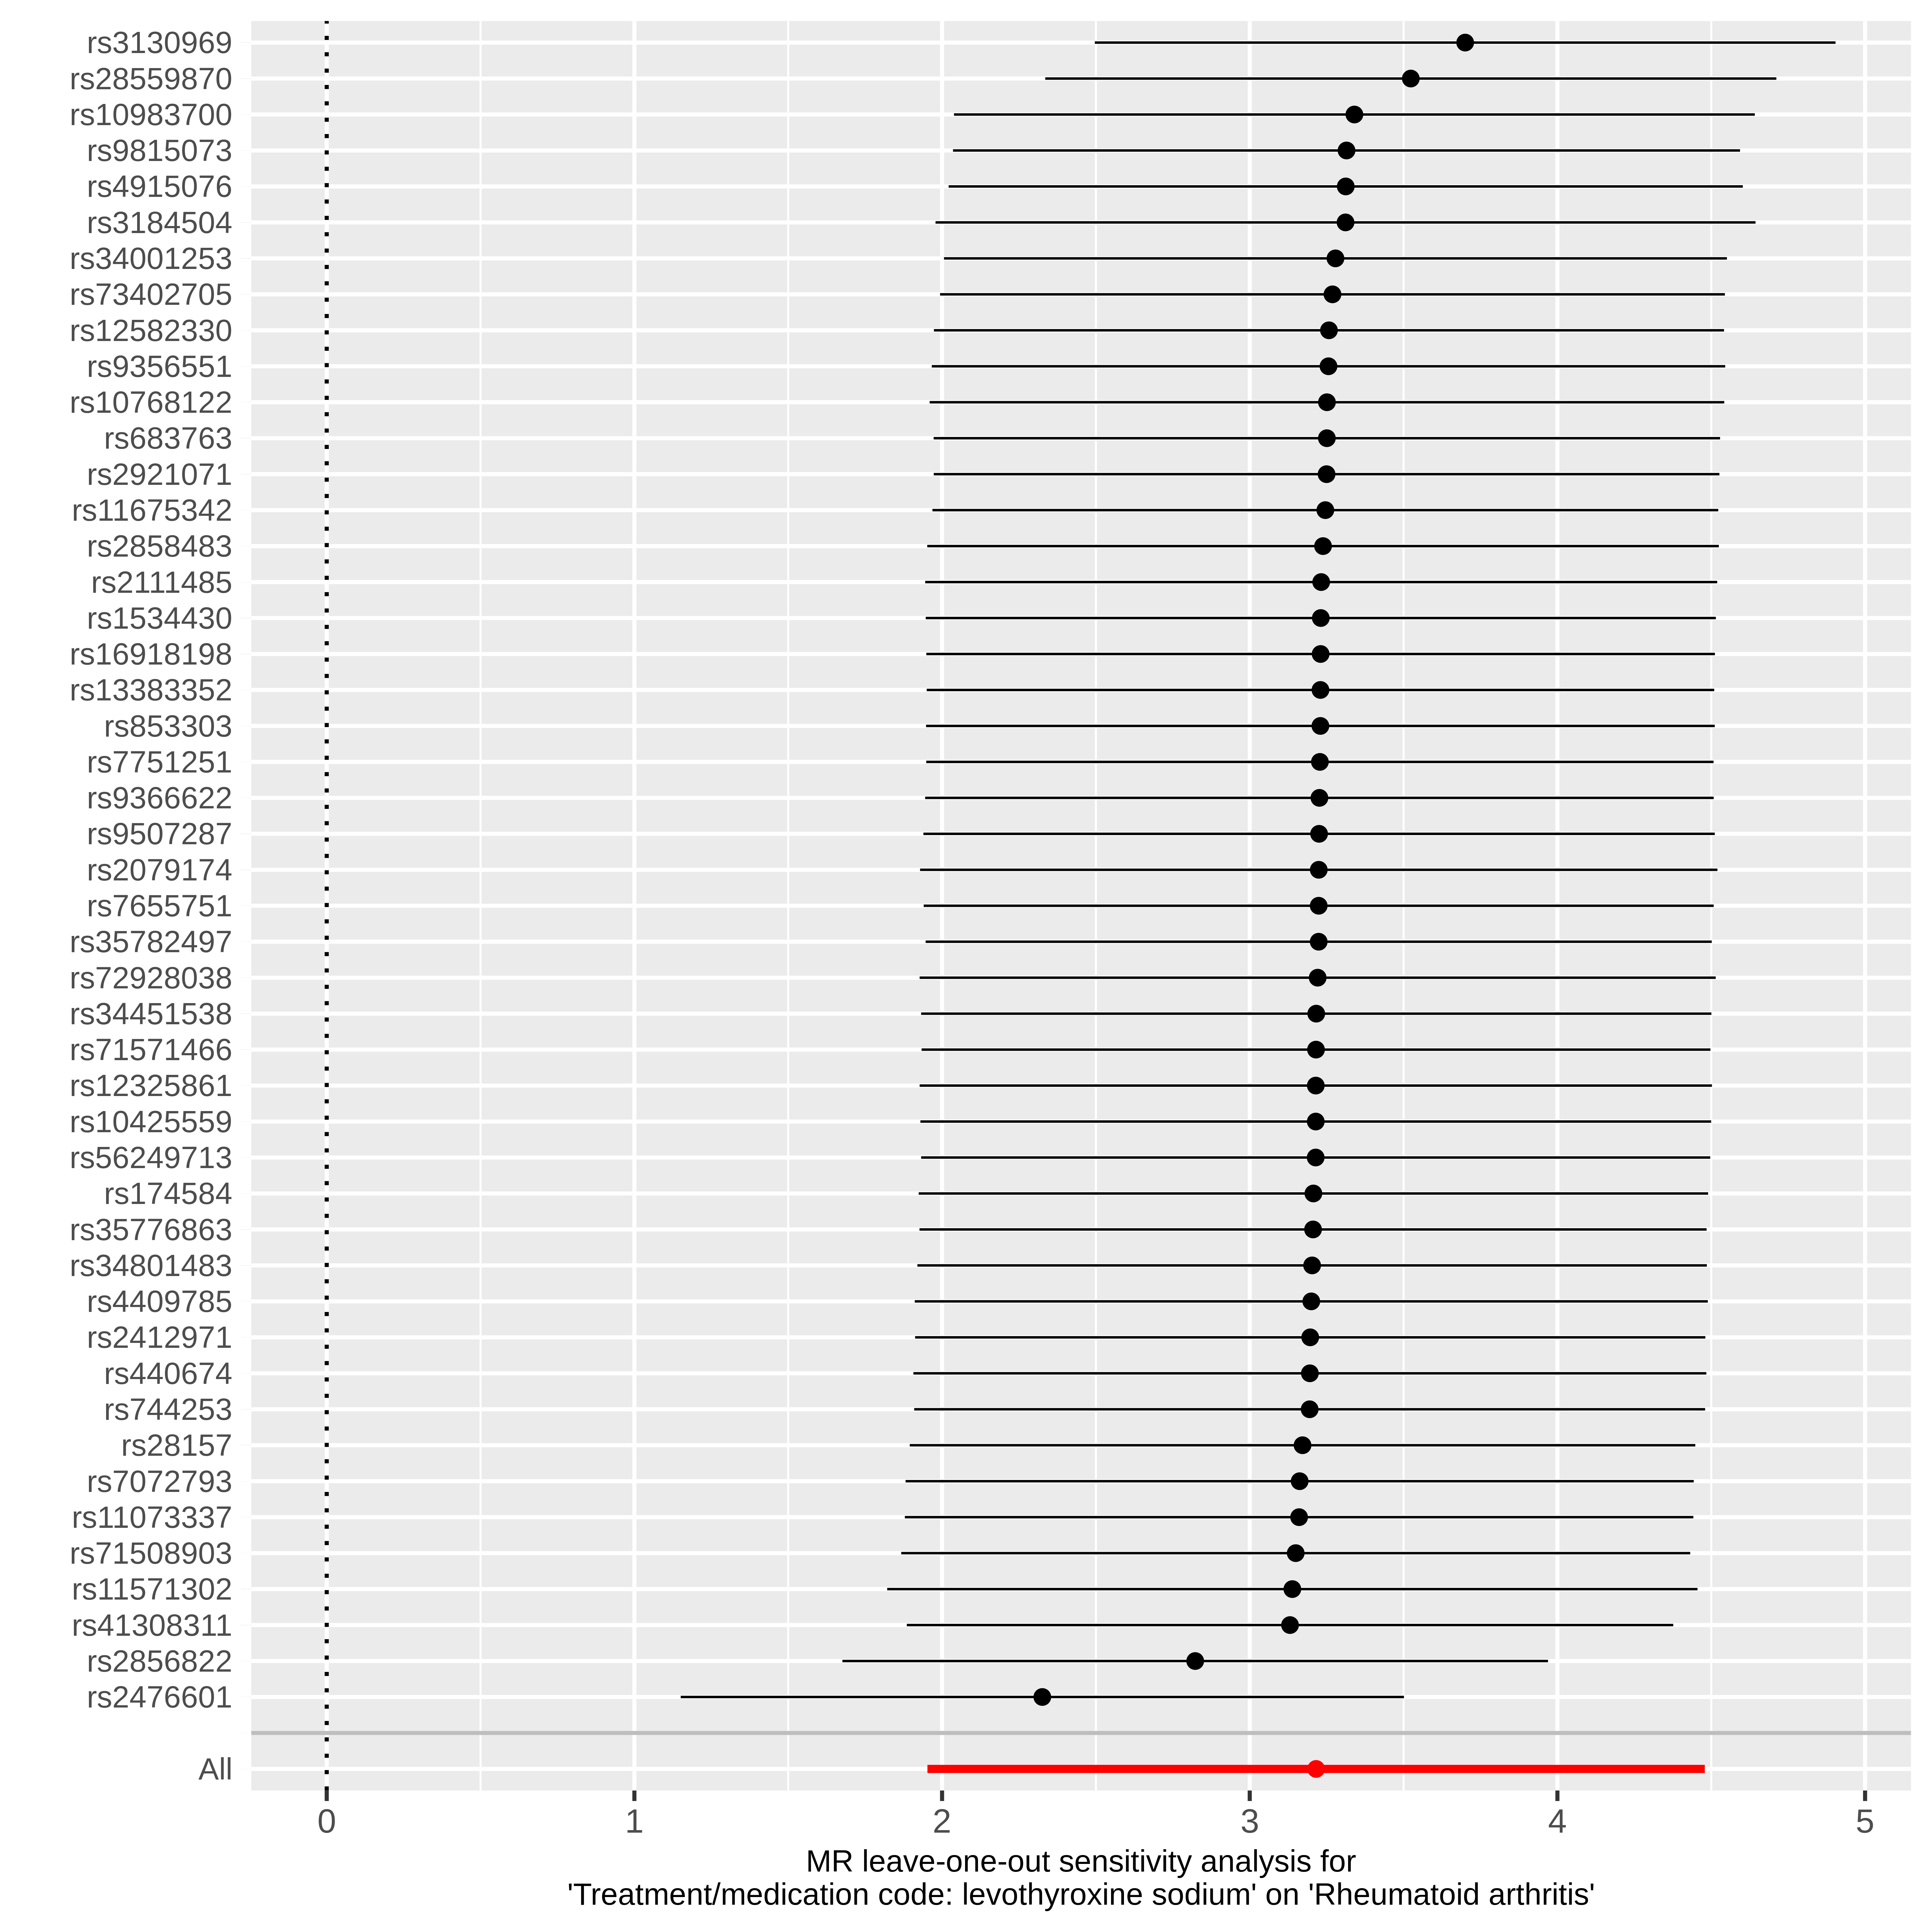 rs3130969
rs28559870
rs10983700
rs9815073
rs4915076
rs3184504
rs34001253
rs73402705
rs12582330
rs9356551
rs10768122
rs683763
rs2921071
rs11675342
rs2858483
rs2111485
rs1534430
rs16918198
rs13383352
rs853303
rs7751251
rs9366622
rs9507287
rs2079174
rs7655751
rs35782497
rs72928038
rs34451538
rs71571466
rs12325861
rs10425559
rs56249713
rs174584
rs35776863
rs34801483
rs4409785
rs2412971
rs440674
rs744253
rs28157
rs7072793
rs11073337
rs71508903
rs11571302
rs41308311
rs2856822
rs2476601
All
0 1 2 3 4 5
MR leave-one-out sensitivity analysis for
'Treatment/medication code: levothyroxine sodium' on 'Rheumatoid arthritis'